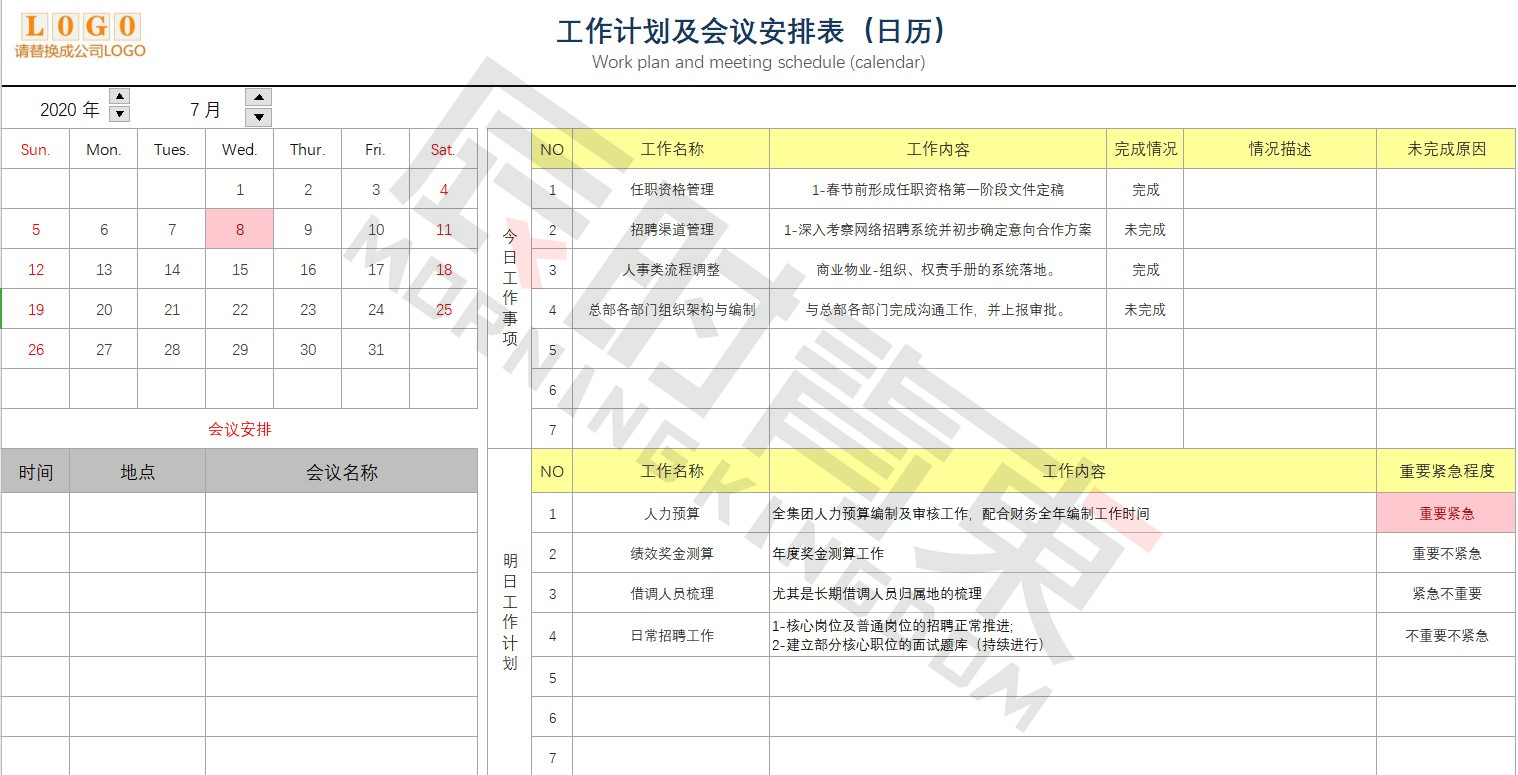 LOGO
请替换成公司LOGO
工作计划及会议安排表（日历）
Work plan and meeting schedule (calendar)
2020 年 7 月
Sun. Mon. Tues. Wed. Thur. Fri. Sat.
1 2 3 4
5 6 7 8 9 10 11
12 13 14 15 16 17 18
19 20 21 22 23 24 25
26 27 28 29 30 31
会议安排
时间 地点 会议名称
今日工作事项
NO 工作名称 工作内容 完成情况 情况描述 未完成原因
1 任职资格管理 1-春节前形成任职资格第一阶段文件定稿 完成
2 招聘渠道管理 1-深入考察网络招聘系统并初步确定意向合作方案 未完成
3 人事类流程调整 商业物业-组织、权责手册的系统落地。 完成
4 总部各部门组织架构与编制 与总部各部门完成沟通工作，并上报审批。 未完成
5
6
7
明日工作计划
NO 工作名称 工作内容 重要紧急程度
1 人力预算 全集团人力预算编制及审核工作，配合财务全年编制工作时间 重要紧急
2 绩效奖金测算 年度奖金测算工作 重要不紧急
3 借调人员梳理 尤其是长期借调人员归属地的梳理 紧急不重要
4 日常招聘工作 1-核心岗位及普通岗位的招聘正常推进;
2-建立部分核心职位的面试题库（持续进行） 不重要不紧急
5
6
7
MORNINGKINGDOM